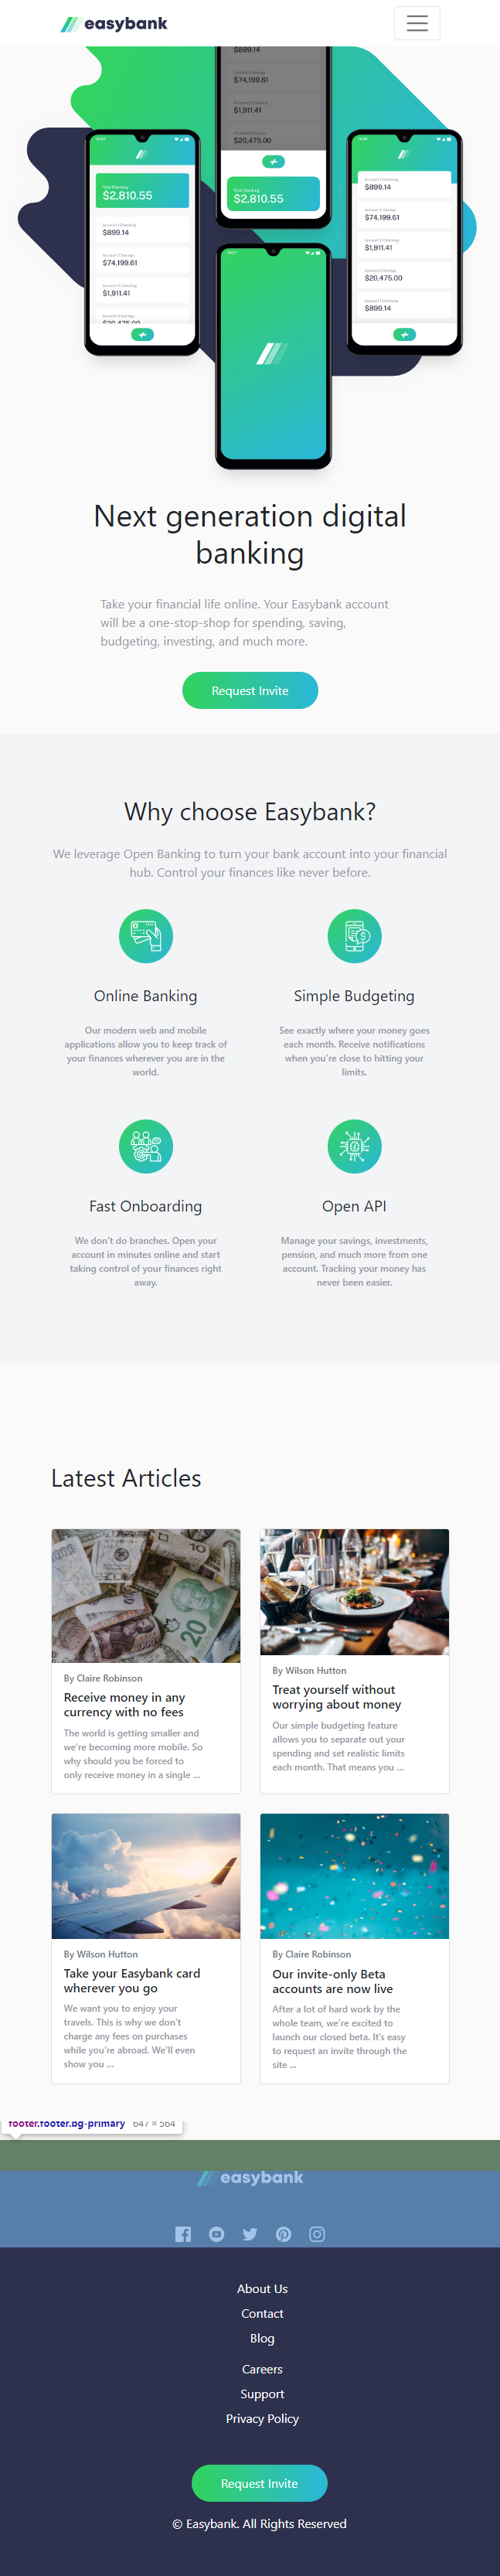 easybank
$899.14
$74,199.61
$1,911.41
$20,475.00
Total Checking
$2,810.55
Account 1 Checking
$899.14
Account 2 Savings
$74,199.61
$1,911.41
$20,475.00
$2,810.55
Account 1 Checking
$899.14
$74,199.61
$1,911.41
$20,475.00
$899.14
Next generation digital
banking
Take your financial life online. Your Easybank account
will be a one-stop-shop for spending, saving,
budgeting, investing, and much more.
Request Invite
Why choose Easybank?
We leverage Open Banking to turn your bank account into your financial
hub. Control your finances like never before.
Online Banking
Our modern web and mobile
applications allow you to keep track of
your finances wherever you are in the
world.
Simple Budgeting
See exactly where your money goes
each month. Receive notifications
when you're close to hitting your
limits.
Fast Onboarding
We don't do branches. Open your
account in minutes online and start
taking control of your finances right
away.
Open API
Manage your savings, investments,
pension, and much more from one
account. Tracking your money has
never been easier.
Latest Articles
By Claire Robinson
Receive money in any
currency with no fees
The world is getting smaller and
we're becoming more mobile. So
why should you be forced to
only receive money in a single ...
By Wilson Hutton
Treat yourself without
worrying about money
Our simple budgeting feature
allows you to separate out your
spending and set realistic limits
each month. That means you ...
By Wilson Hutton
Take your Easybank card
wherever you go
We want you to enjoy your
travels. This is why we don't
charge any fees on purchases
while you're abroad. We'll even
show you ...
By Claire Robinson
Our invite-only Beta
accounts are now live
After a lot of hard work by the
whole team, we're excited to
launch our closed beta. It's easy
to request an invite through the
site ...
footer.footer.bg-primary 647 × 564
easybank
About Us
Contact
Blog
Careers
Support
Privacy Policy
Request Invite
© Easybank. All Rights Reserved